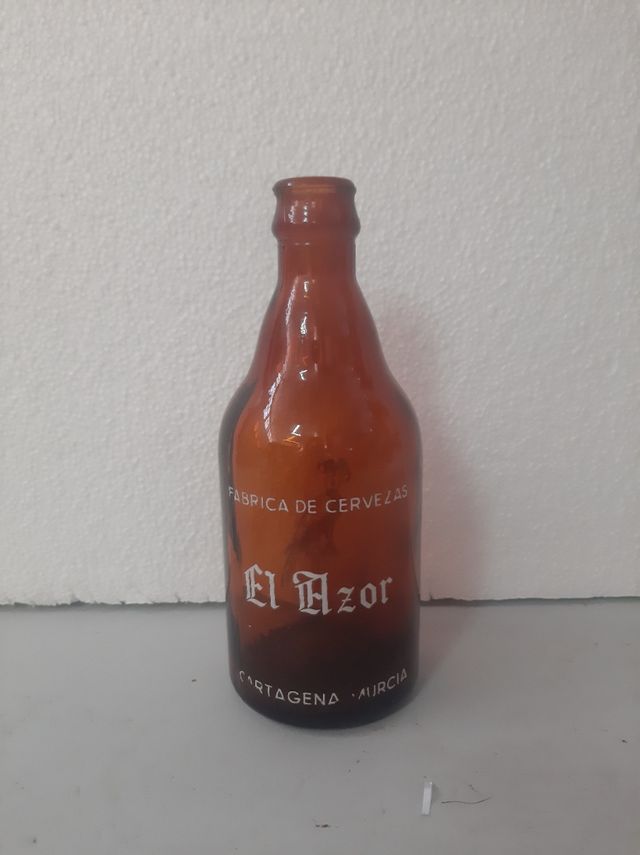 FABRICA DE CERVEZAS
El Azor
CARTAGENA MURCIA